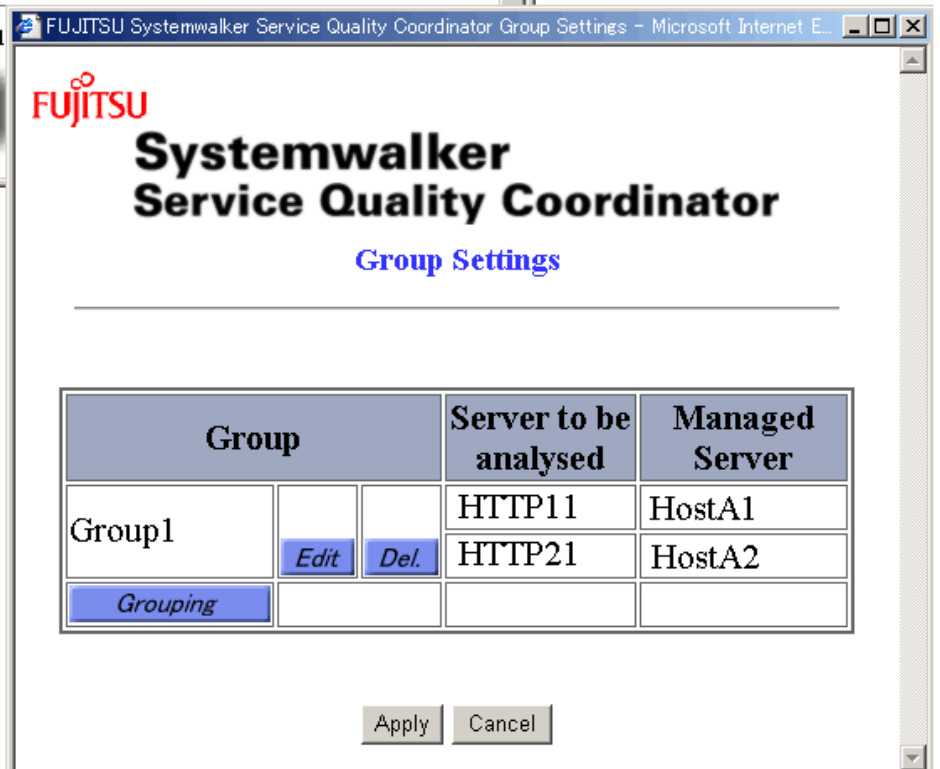 FUJITSU Systemwalker Service Quality Coordinator Group Settings - Microsoft Internet E...
FUJITSU
Systemwalker
Service Quality Coordinator
Group Settings
Group
Server to be
analysed
Managed
Server
Group1
Edit
Del.
HTTP11
HostA1
HTTP21
HostA2
Grouping
Apply
Cancel